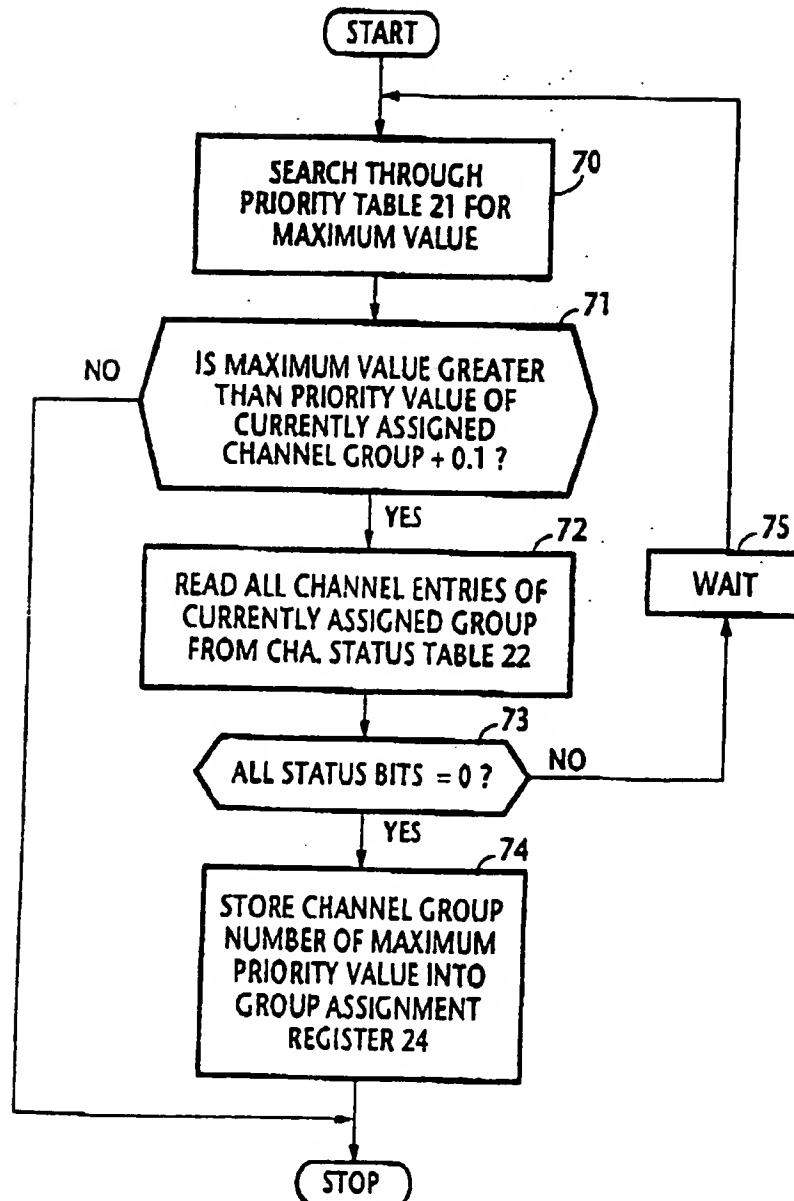 START
SEARCH THROUGH
PRIORITY TABLE 21 FOR
MAXIMUM VALUE
70
71
NO
IS MAXIMUM VALUE GREATER
THAN PRIORITY VALUE OF
CURRENTLY ASSIGNED
CHANNEL GROUP + 0.1 ?
YES
72
75
READ ALL CHANNEL ENTRIES OF
CURRENTLY ASSIGNED GROUP
FROM CHA. STATUS TABLE 22
WAIT
73
ALL STATUS BITS = 0 ?
NO
YES
74
STORE CHANNEL GROUP
NUMBER OF MAXIMUM
PRIORITY VALUE INTO
GROUP ASSIGNMENT
REGISTER 24
STOP